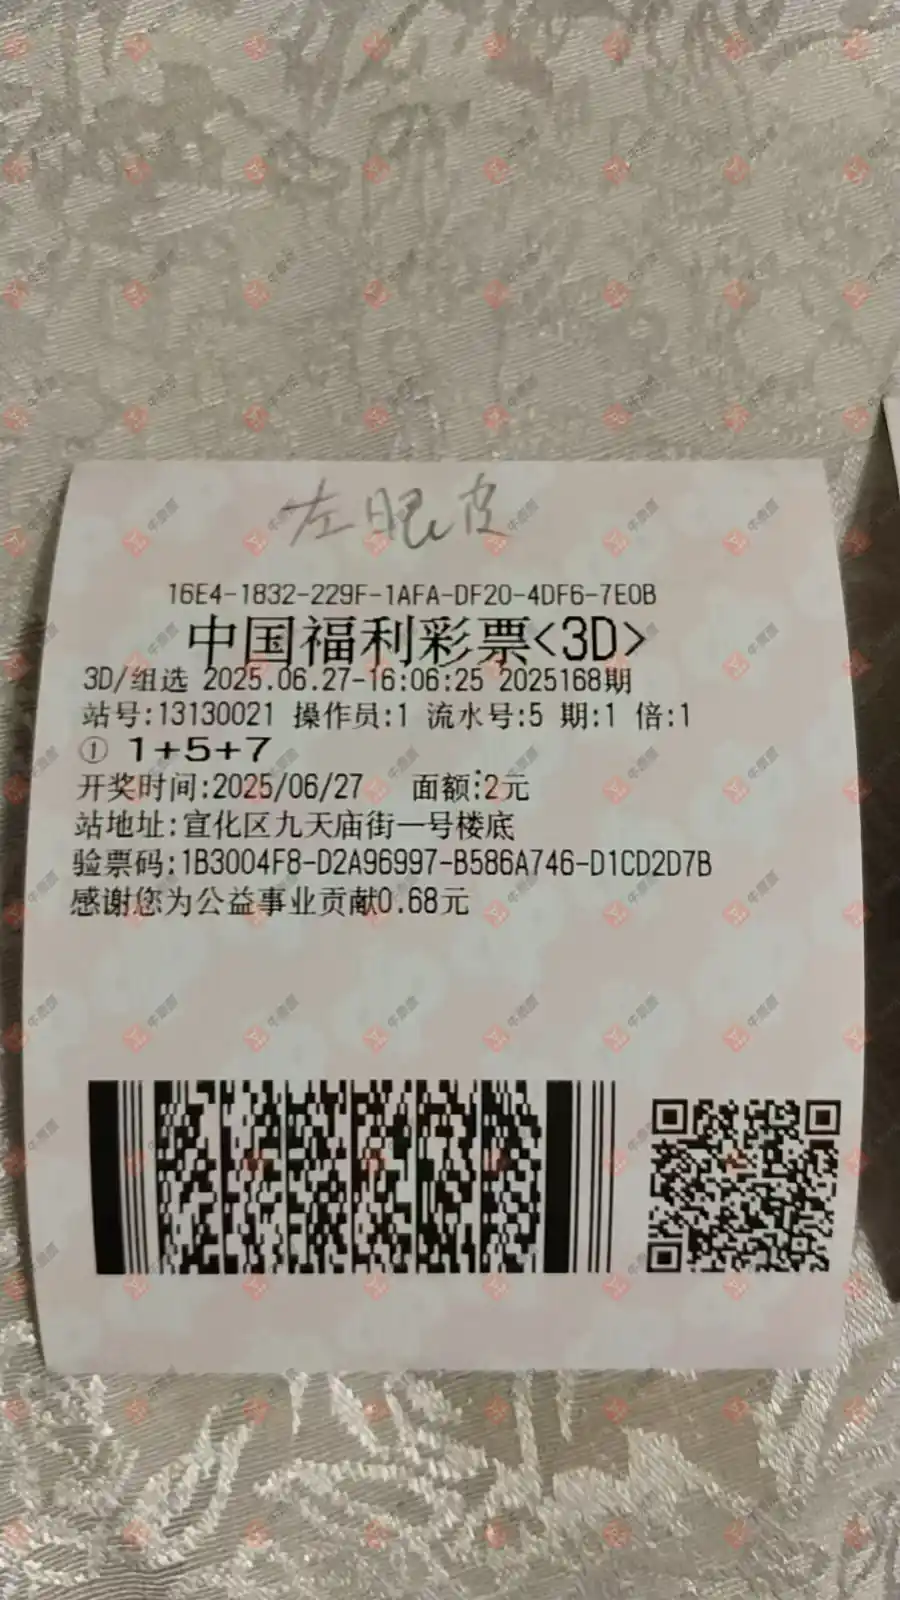 左眼皮
16E4-1832-229F-1AFA-DF20-4DF6-7E0B
中国福利彩票<3D>
3D/组选 2025.06.27-16:06:25 2025168期
站号:13130021 操作员:1 流水号:5 期:1 倍:1
① 1+5+7
开奖时间:2025/06/27 面额:2元
站地址:宣化区九天庙街一号楼底
验票码:1B3004F8-D2A96997-B586A746-D1CD2D7B
感谢您为公益事业贡献0.68元